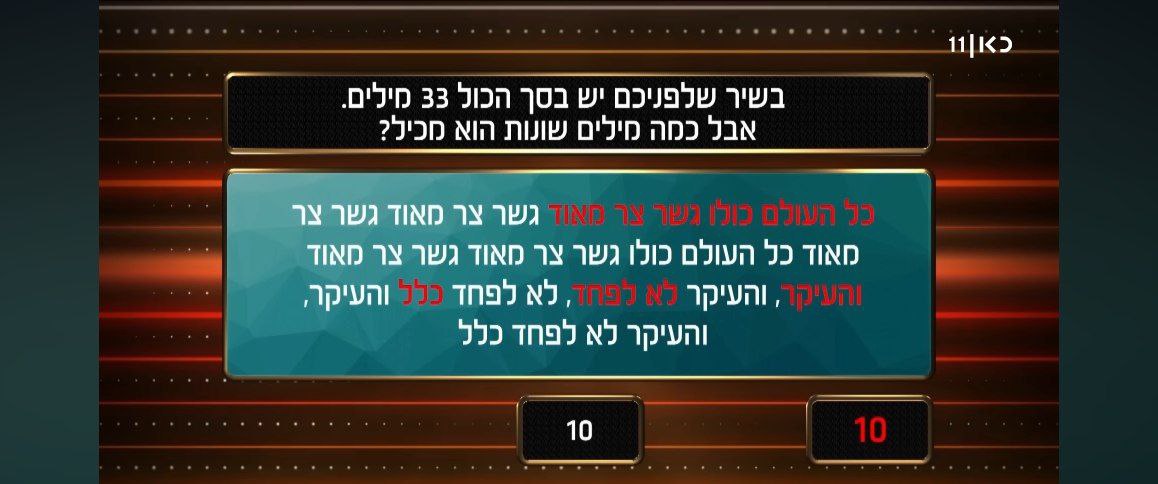 כאן|11
בשיר שלפניכם יש בסך הכול 33 מילים.
אבל כמה מילים שונות הוא מכיל?
כל העולם כולו גשר צר מאוד גשר צר מאוד גשר צר
מאוד כל העולם כולו גשר צר מאוד גשר צר מאוד
והעיקר, והעיקר לא לפחד, לא לפחד כלל והעיקר,
והעיקר לא לפחד כלל
10
10